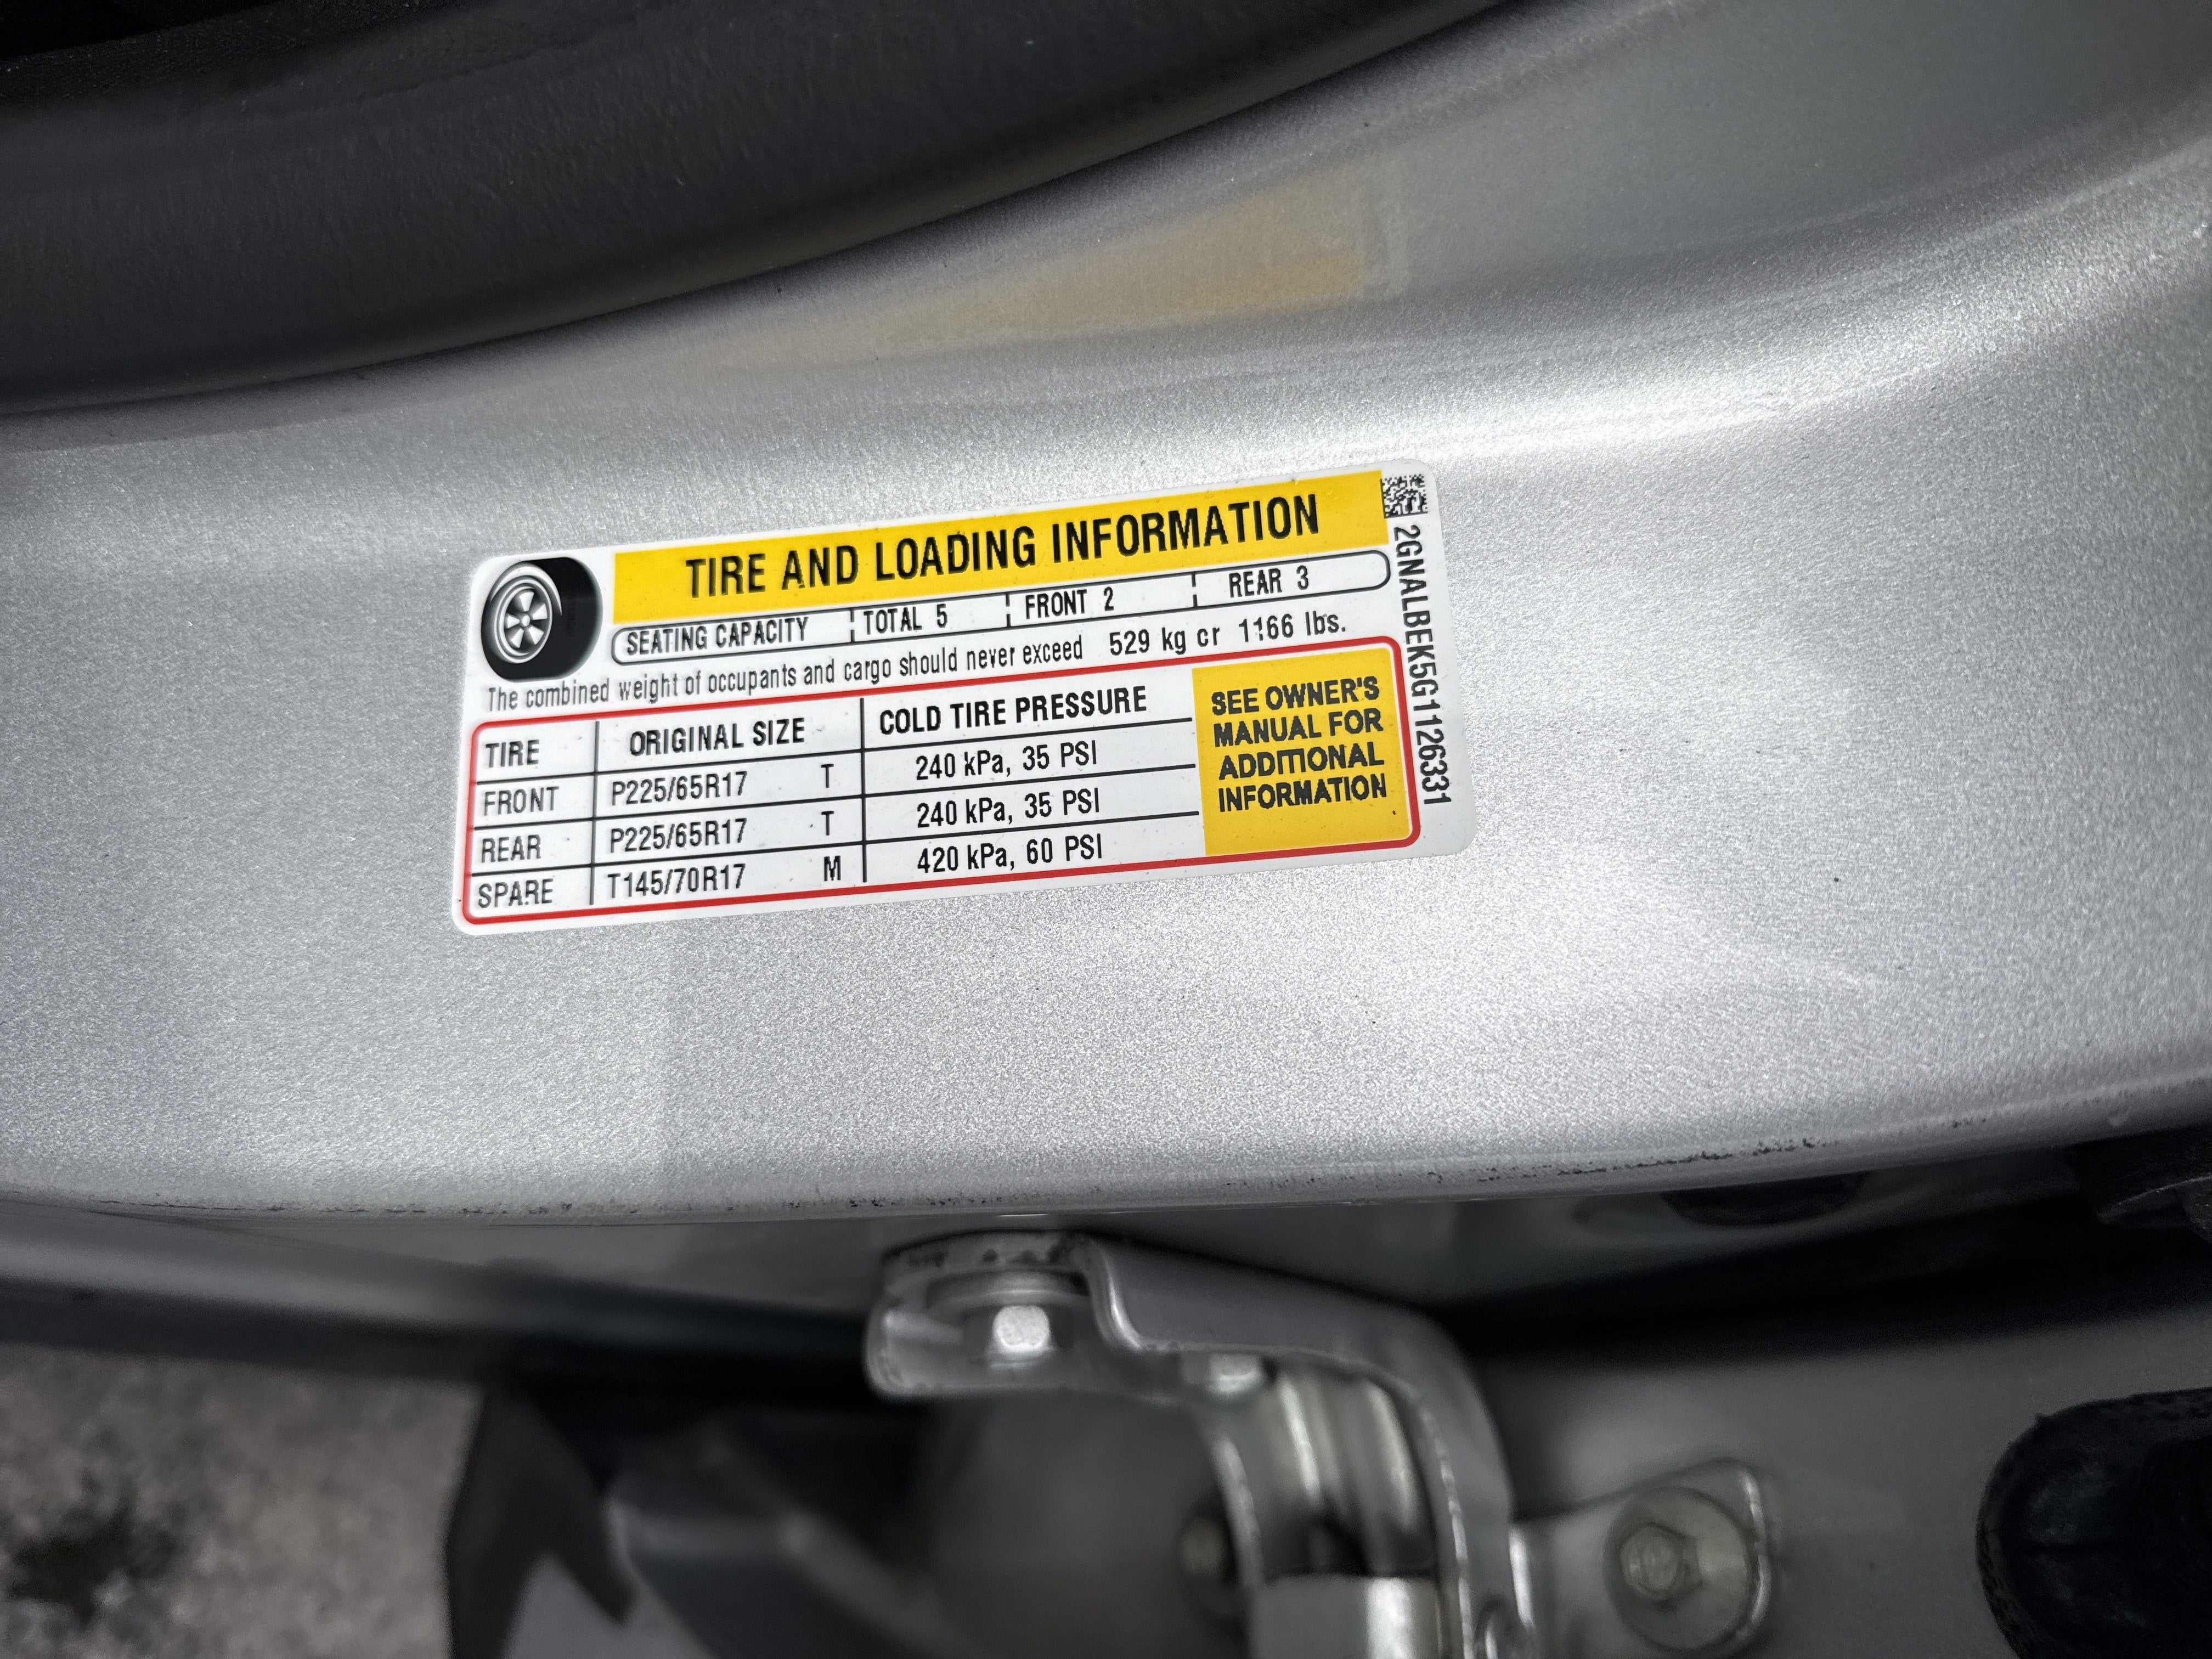 TIRE AND LOADING INFORMATION
SEATING CAPACITY TOTAL 5 FRONT 2 REAR 3
The combined weight of occupants and cargo should never exceed 529 kg or 1166 lbs.
TIRE ORIGINAL SIZE COLD TIRE PRESSURE
FRONT P225/65R17 T 240 kPa, 35 PSI
REAR P225/65R17 T 240 kPa, 35 PSI
SPARE T145/70R17 M 420 kPa, 60 PSI
SEE OWNER'S
MANUAL FOR
ADDITIONAL
INFORMATION
2GNALBEK5G1126331